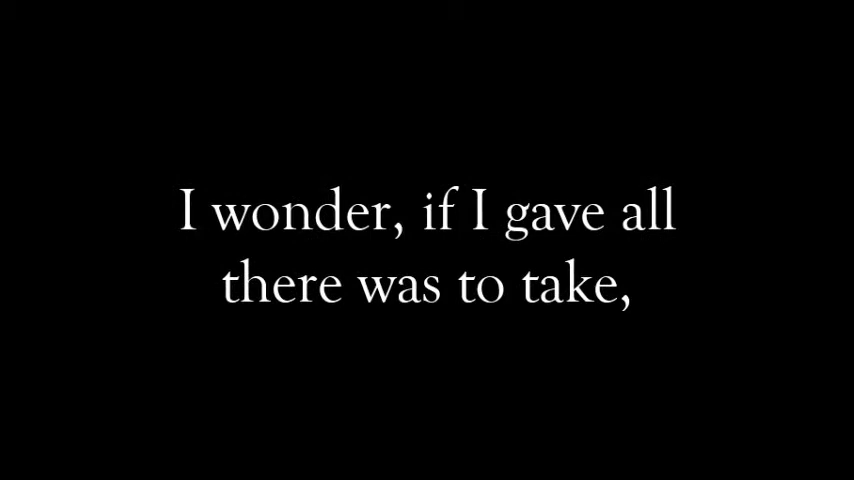 I wonder, if I gave all
there was to take,